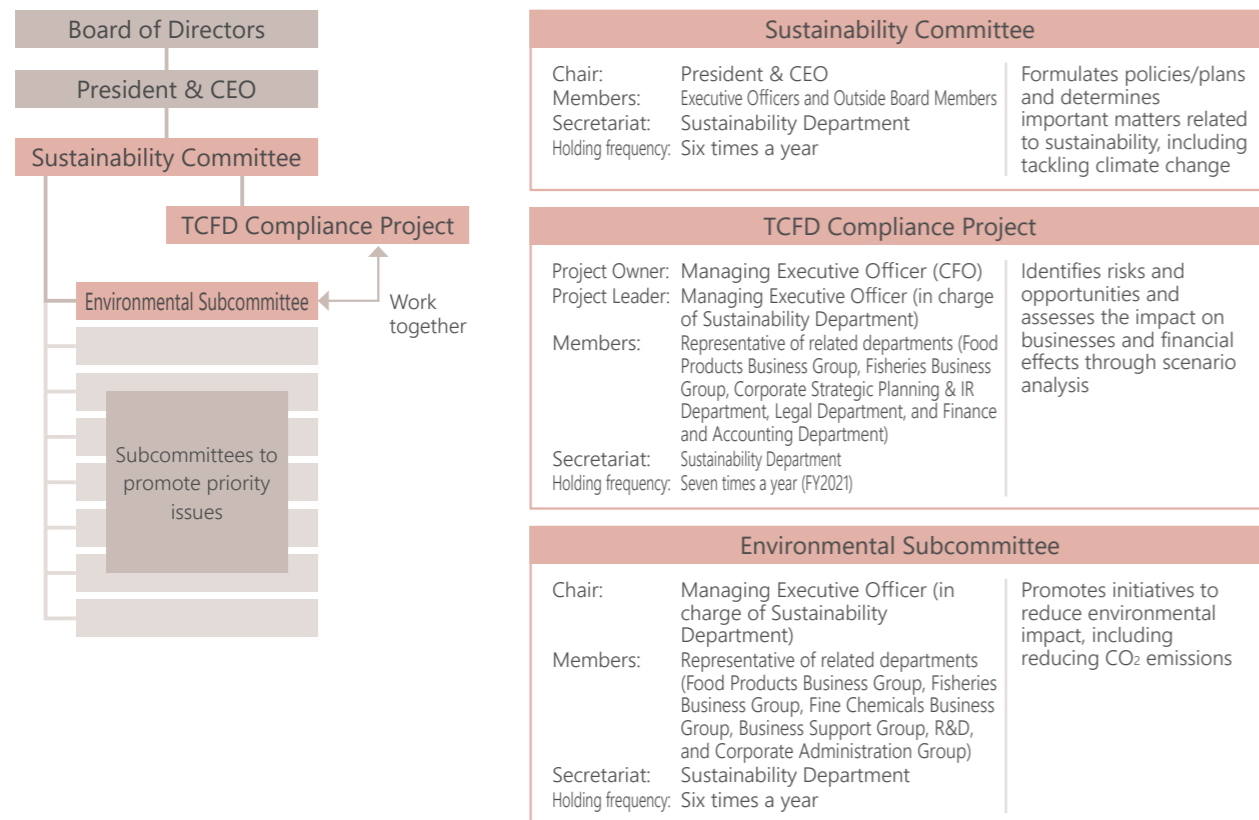 Board of Directors
President & CEO
Sustainability Committee
TCFD Compliance Project
Environmental Subcommittee
Work
together
Subcommittees to
promote priority
issues
Sustainability Committee
Chair: President & CEO
Members: Executive Officers and Outside Board Members
Secretariat: Sustainability Department
Holding frequency: Six times a year
Formulates policies/plans
and determines
important matters related
to sustainability, including
tackling climate change
TCFD Compliance Project
Project Owner: Managing Executive Officer (CFO)
Project Leader: Managing Executive Officer (in charge
of Sustainability Department)
Members: Representative of related departments (Food
Products Business Group, Fisheries Business
Group, Corporate Strategic Planning & IR
Department, Legal Department, and Finance
and Accounting Department)
Secretariat: Sustainability Department
Holding frequency: Seven times a year (FY2021)
Identifies risks and
opportunities and
assesses the impact on
businesses and financial
effects through scenario
analysis
Environmental Subcommittee
Chair: Managing Executive Officer (in
charge of Sustainability
Department)
Members: Representative of related departments
(Food Products Business Group, Fisheries
Business Group, Fine Chemicals Business
Group, Business Support Group, R&D,
and Corporate Administration Group)
Secretariat: Sustainability Department
Holding frequency: Six times a year
Promotes initiatives to
reduce environmental
impact, including
reducing CO₂ emissions